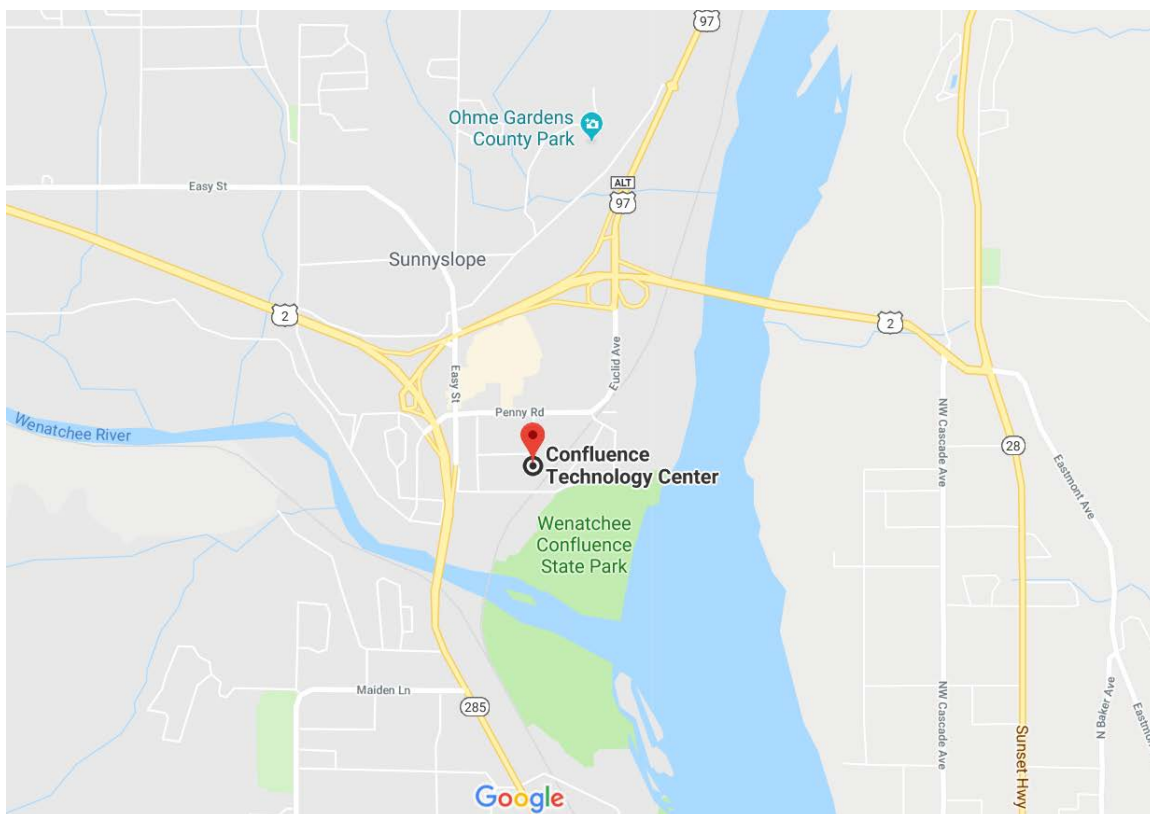 97
Ohme Gardens
County Park
ALT
97
Easy St
Sunnyslope
2
2
Euclid Ave
Easy St
Penny Rd
Wenatchee River
Confluence
Technology Center
NW Cascade Ave
28
Eastmont Ave
Wenatchee
Confluence
State Park
Maiden Ln
285
NW Cascade Ave
N Baker Ave
Eastmont Ave
Sunset Hwy
Google